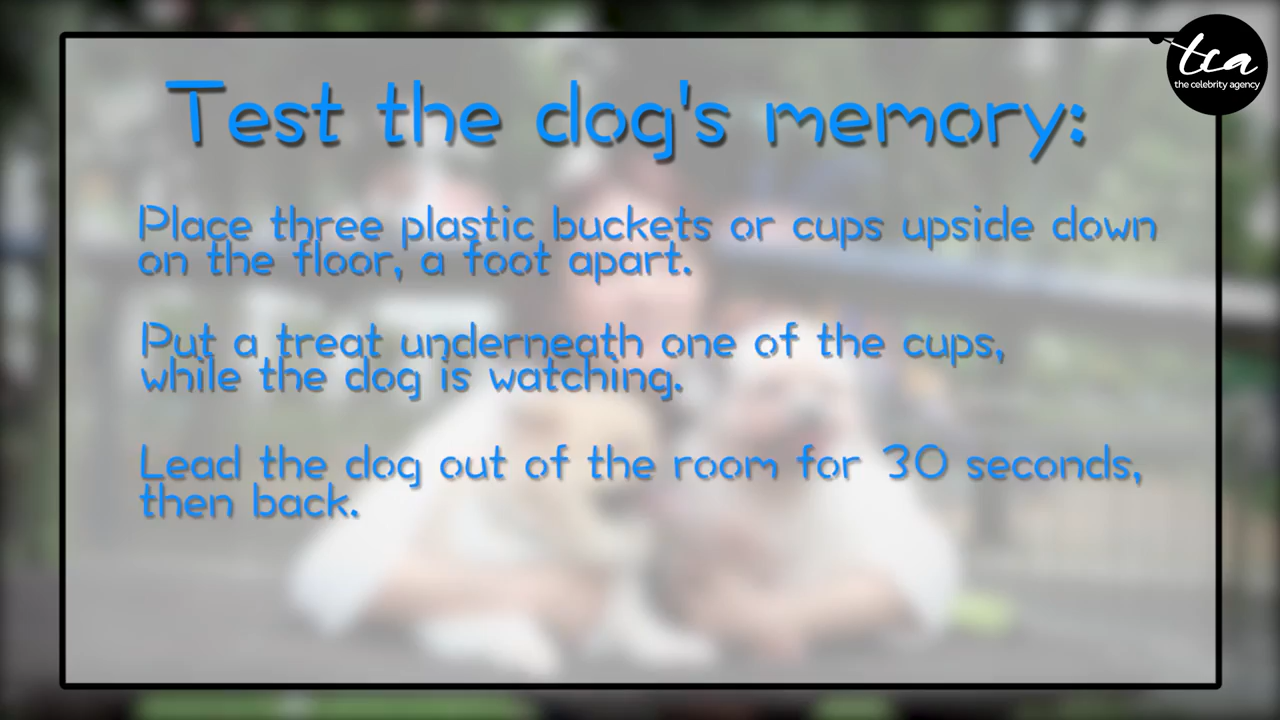 tca
the celebrity agency
Test the dog's memory:
Place three plastic buckets or cups upside down
on the floor, a foot apart.
Put a treat underneath one of the cups,
while the dog is watching.
Lead the dog out of the room for 30 seconds,
then back.